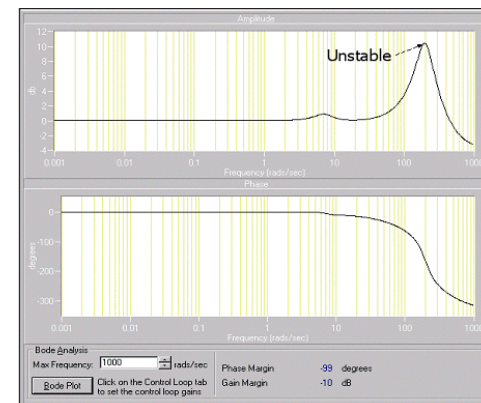 Amplitude
12
10
8
6
4
2
0
-2
-4
db
Unstable
0.001 0.01 0.1 1 10 100 1000
Frequency (rads/sec)
Phase
0
-100
-200
-300
degrees
0.001 0.01 0.1 1 10 100 1000
Frequency (rads/sec)
Bode Analysis
Max Frequency: 1000 rads/sec
Bode Plot Click on the Control Loop tab
to set the control loop gains
Phase Margin -99 degrees
Gain Margin -10 dB